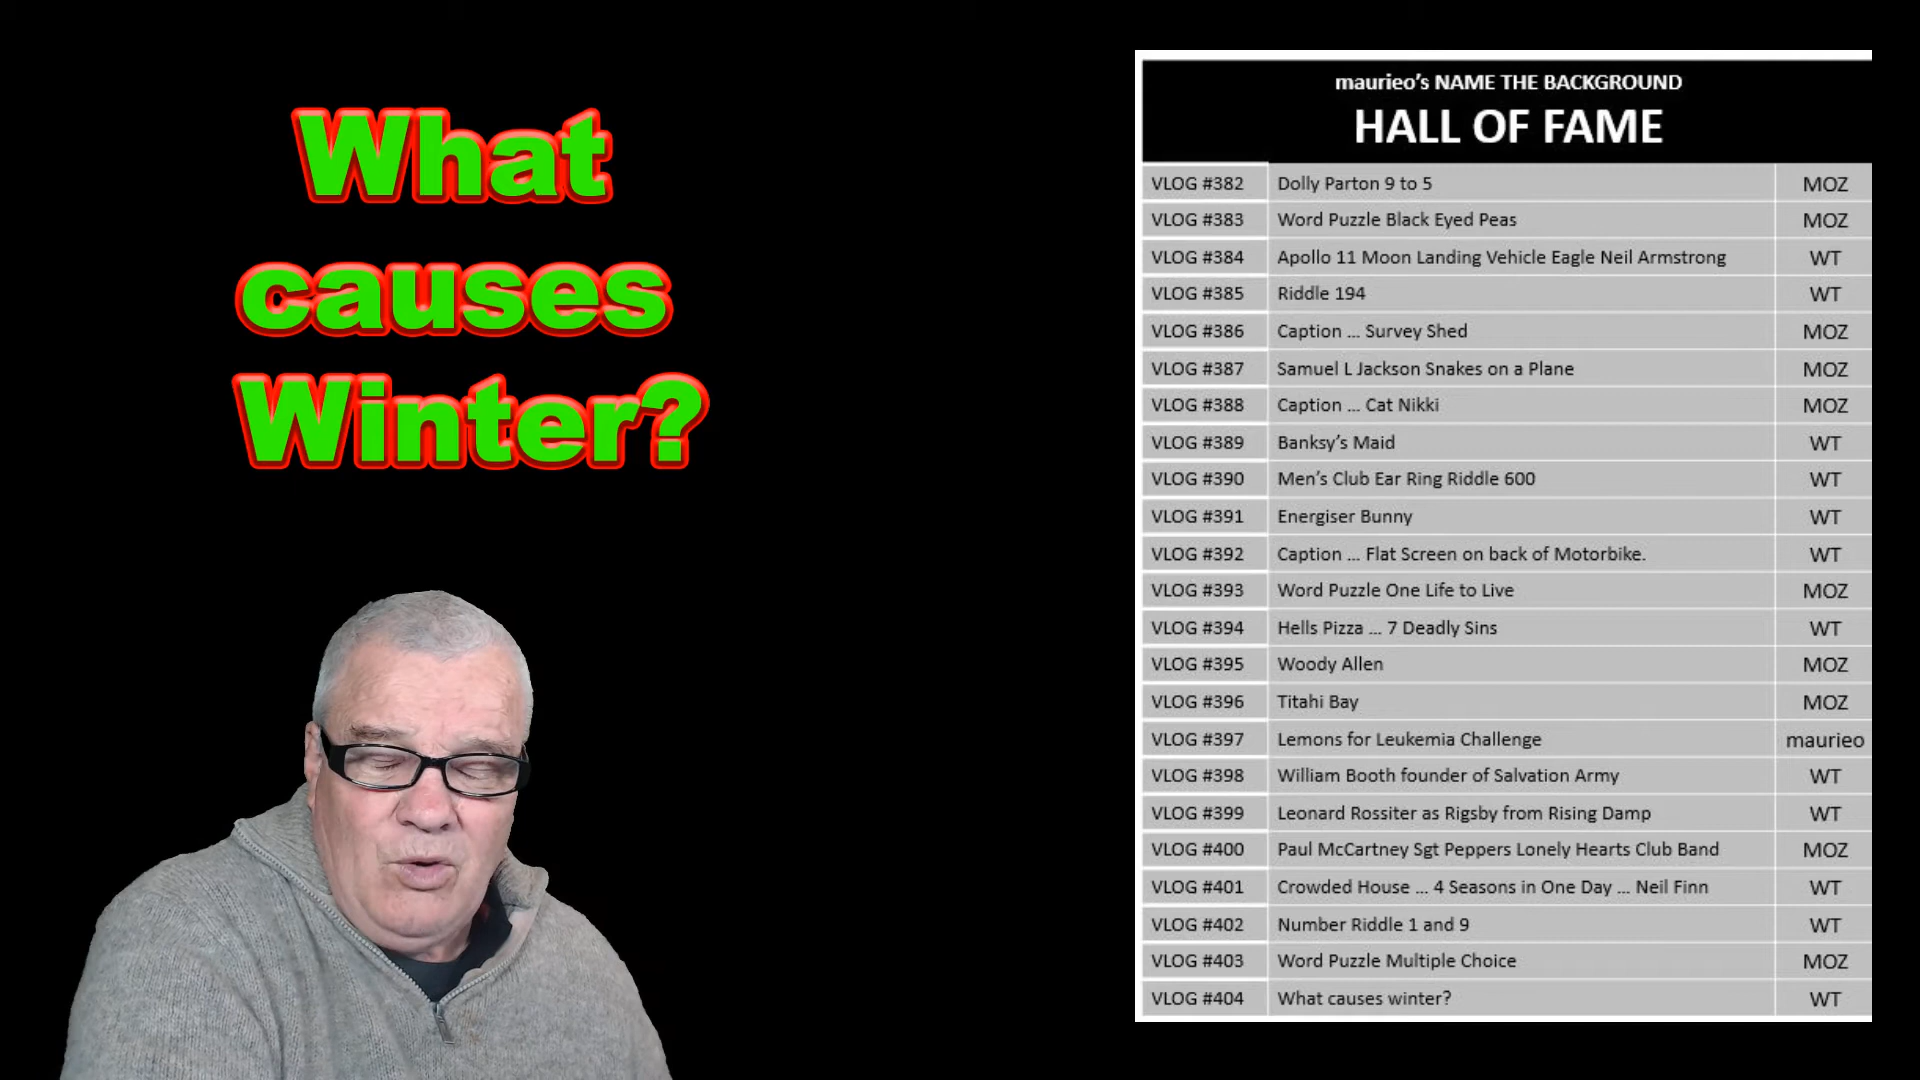 What
causes
Winter?
maurieo’s NAME THE BACKGROUND
HALL OF FAME
VLOG #382 Dolly Parton 9 to 5 MOZ
VLOG #383 Word Puzzle Black Eyed Peas MOZ
VLOG #384 Apollo 11 Moon Landing Vehicle Eagle Neil Armstrong WT
VLOG #385 Riddle 194 WT
VLOG #386 Caption ... Survey Shed MOZ
VLOG #387 Samuel L Jackson Snakes on a Plane MOZ
VLOG #388 Caption ... Cat Nikki MOZ
VLOG #389 Banksy’s Maid WT
VLOG #390 Men’s Club Ear Ring Riddle 600 WT
VLOG #391 Energiser Bunny WT
VLOG #392 Caption ... Flat Screen on back of Motorbike. WT
VLOG #393 Word Puzzle One Life to Live MOZ
VLOG #394 Hells Pizza ... 7 Deadly Sins WT
VLOG #395 Woody Allen MOZ
VLOG #396 Titahi Bay MOZ
VLOG #397 Lemons for Leukemia Challenge maurieo
VLOG #398 William Booth founder of Salvation Army WT
VLOG #399 Leonard Rossiter as Rigsby from Rising Damp WT
VLOG #400 Paul McCartney Sgt Peppers Lonely Hearts Club Band MOZ
VLOG #401 Crowded House ... 4 Seasons in One Day ... Neil Finn WT
VLOG #402 Number Riddle 1 and 9 WT
VLOG #403 Word Puzzle Multiple Choice MOZ
VLOG #404 What causes winter? WT